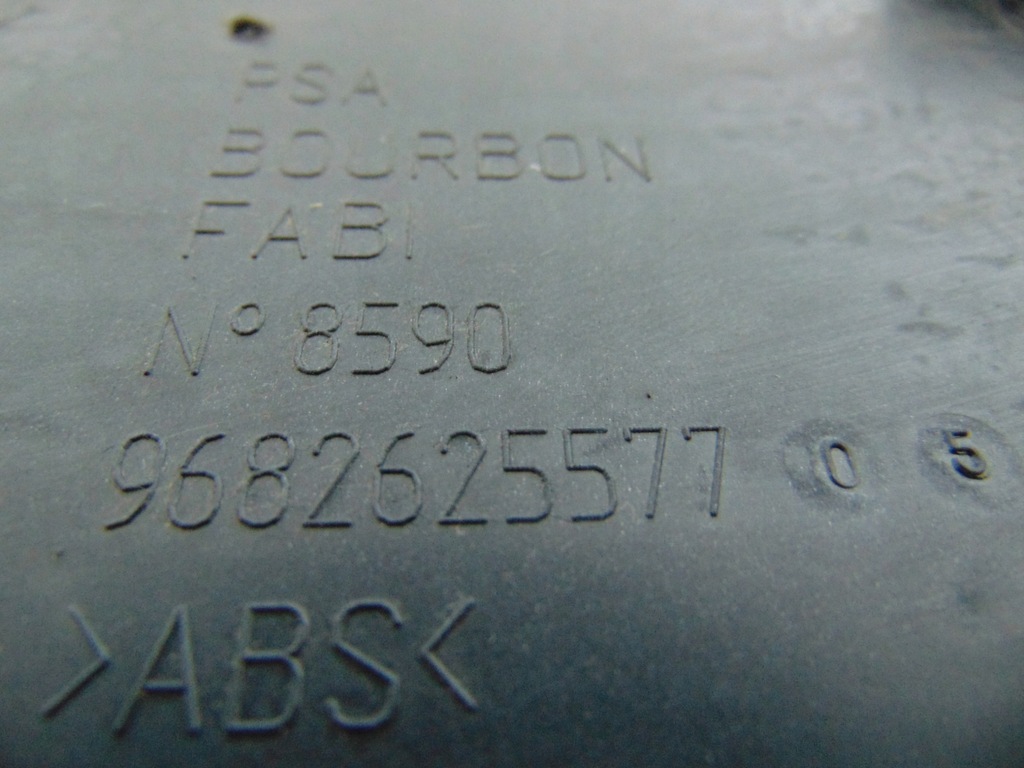 PSA
BOURBON
FABI
N° 8590
9682625577 0 5
>ABS<